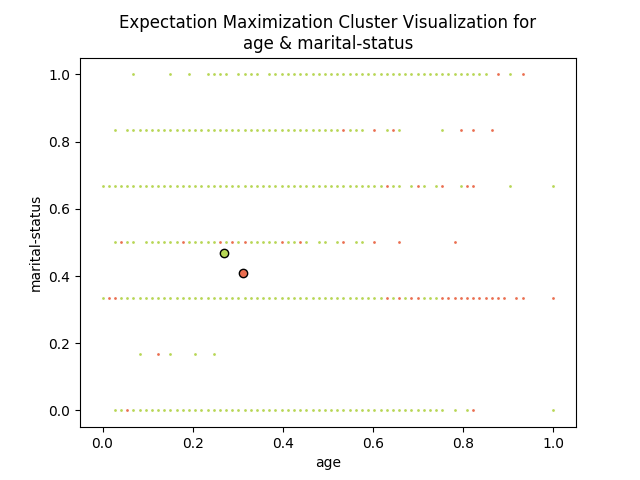 Expectation Maximization Cluster Visualization for
age & marital-status
1.0
0.8
0.6
0.4
0.2
0.0
marital-status
0.0 0.2 0.4 0.6 0.8 1.0
age